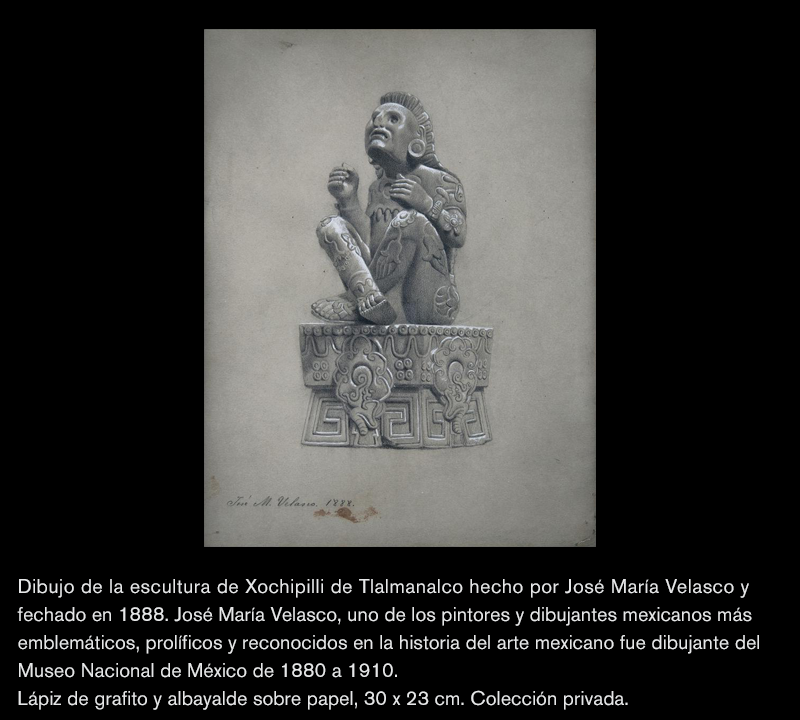 José M. Velasco. 1888.
Dibujo de la escultura de Xochipilli de Tlalmanalco hecho por José María Velasco y
fechado en 1888. José María Velasco, uno de los pintores y dibujantes mexicanos más
emblemáticos, prolíficos y reconocidos en la historia del arte mexicano fue dibujante del
Museo Nacional de México de 1880 a 1910.
Lápiz de grafito y albayalde sobre papel, 30 x 23 cm. Colección privada.